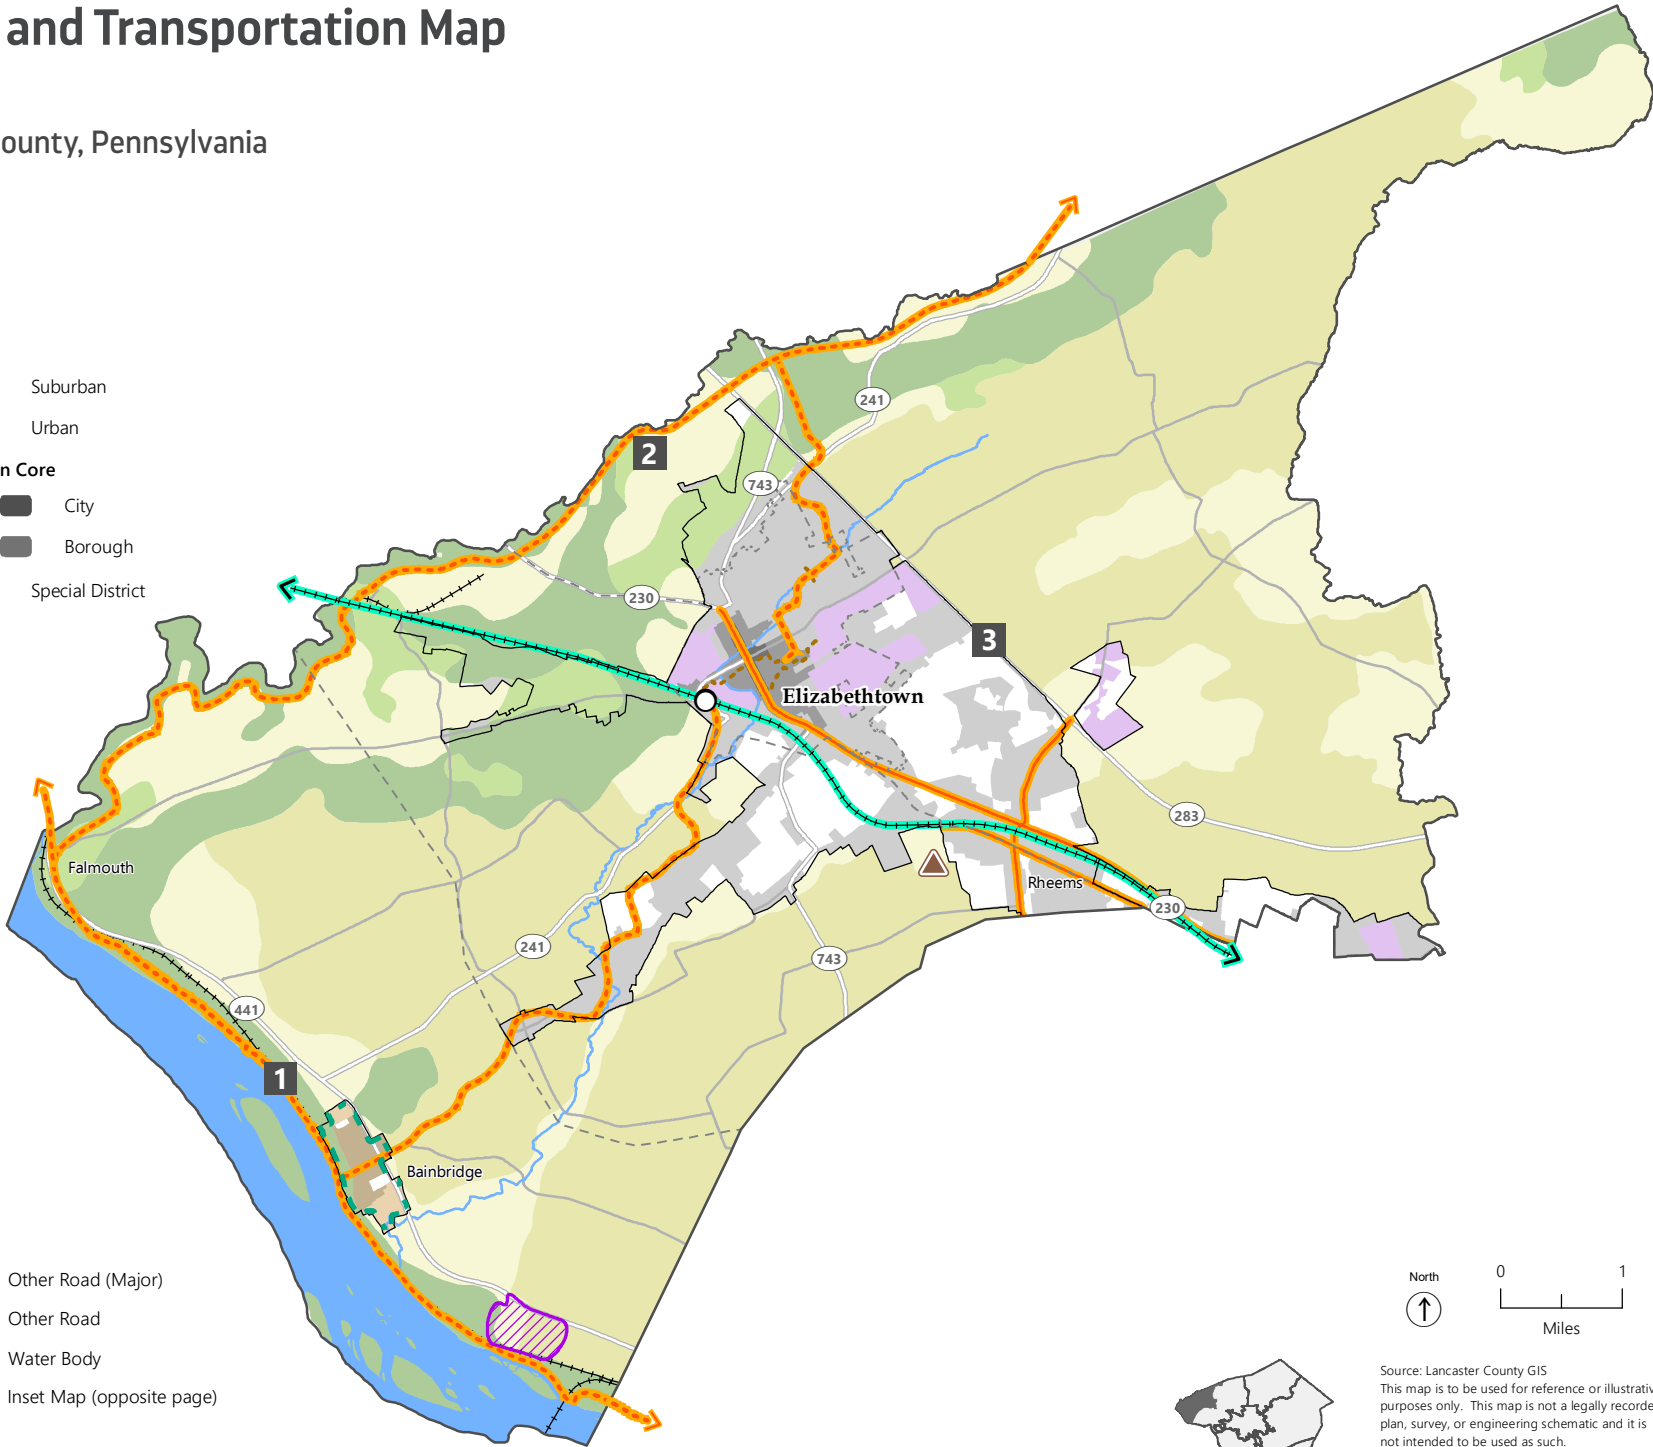 and Transportation Map
ounty, Pennsylvania
Suburban
Urban
n Core
City
Borough
Special District
241
2
743
230
3
Elizabethtown
283
Falmouth
Rheems
230
241
743
441
1
Bainbridge
Other Road (Major)
Other Road
Water Body
Inset Map (opposite page)
North
0 1
Miles
Source: Lancaster County GIS
This map is to be used for reference or illustrativ
purposes only. This map is not a legally recorde
plan, survey, or engineering schematic and it is
not intended to be used as such.